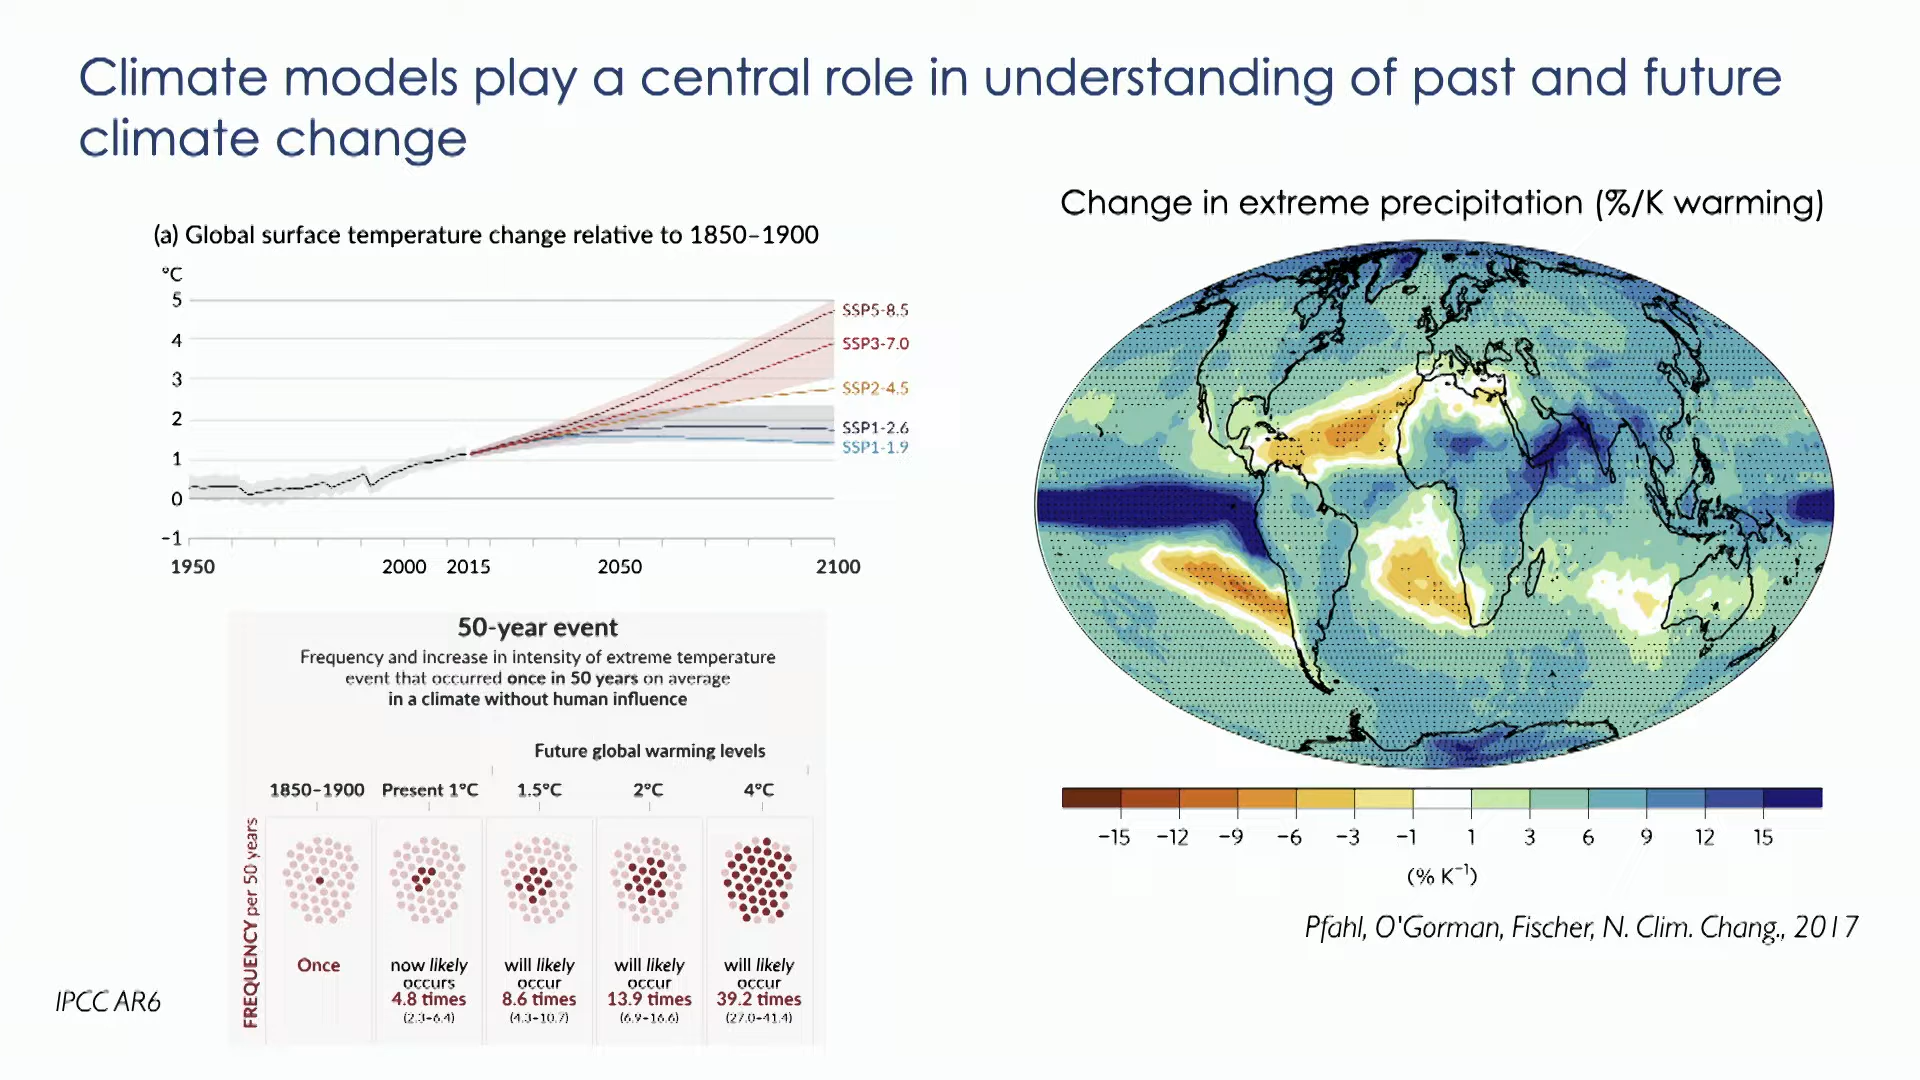 Climate models play a central role in understanding of past and future
climate change
(a) Global surface temperature change relative to 1850–1900
°C
5
4
3
2
1
0
−1
1950
2000
2015
2050
2100
SSP5-8.5
SSP3-7.0
SSP2-4.5
SSP1-2.6
SSP1-1.9
50-year event
Frequency and increase in intensity of extreme temperature
event that occurred once in 50 years on average
in a climate without human influence
Future global warming levels
1850–1900
Present 1°C
1.5°C
2°C
4°C
FREQUENCY per 50 years
Once
now likely
occurs
4.8 times
(2.3–6.4)
will likely
occur
8.6 times
(4.3–10.7)
will likely
occur
13.9 times
(6.9–16.6)
will likely
occur
39.2 times
(27.0–41.4)
IPCC AR6
Change in extreme precipitation (%/K warming)
−15 −12 −9 −6 −3 −1 1 3 6 9 12 15
(% K⁻¹)
Pfahl, O'Gorman, Fischer, N. Clim. Chang., 2017